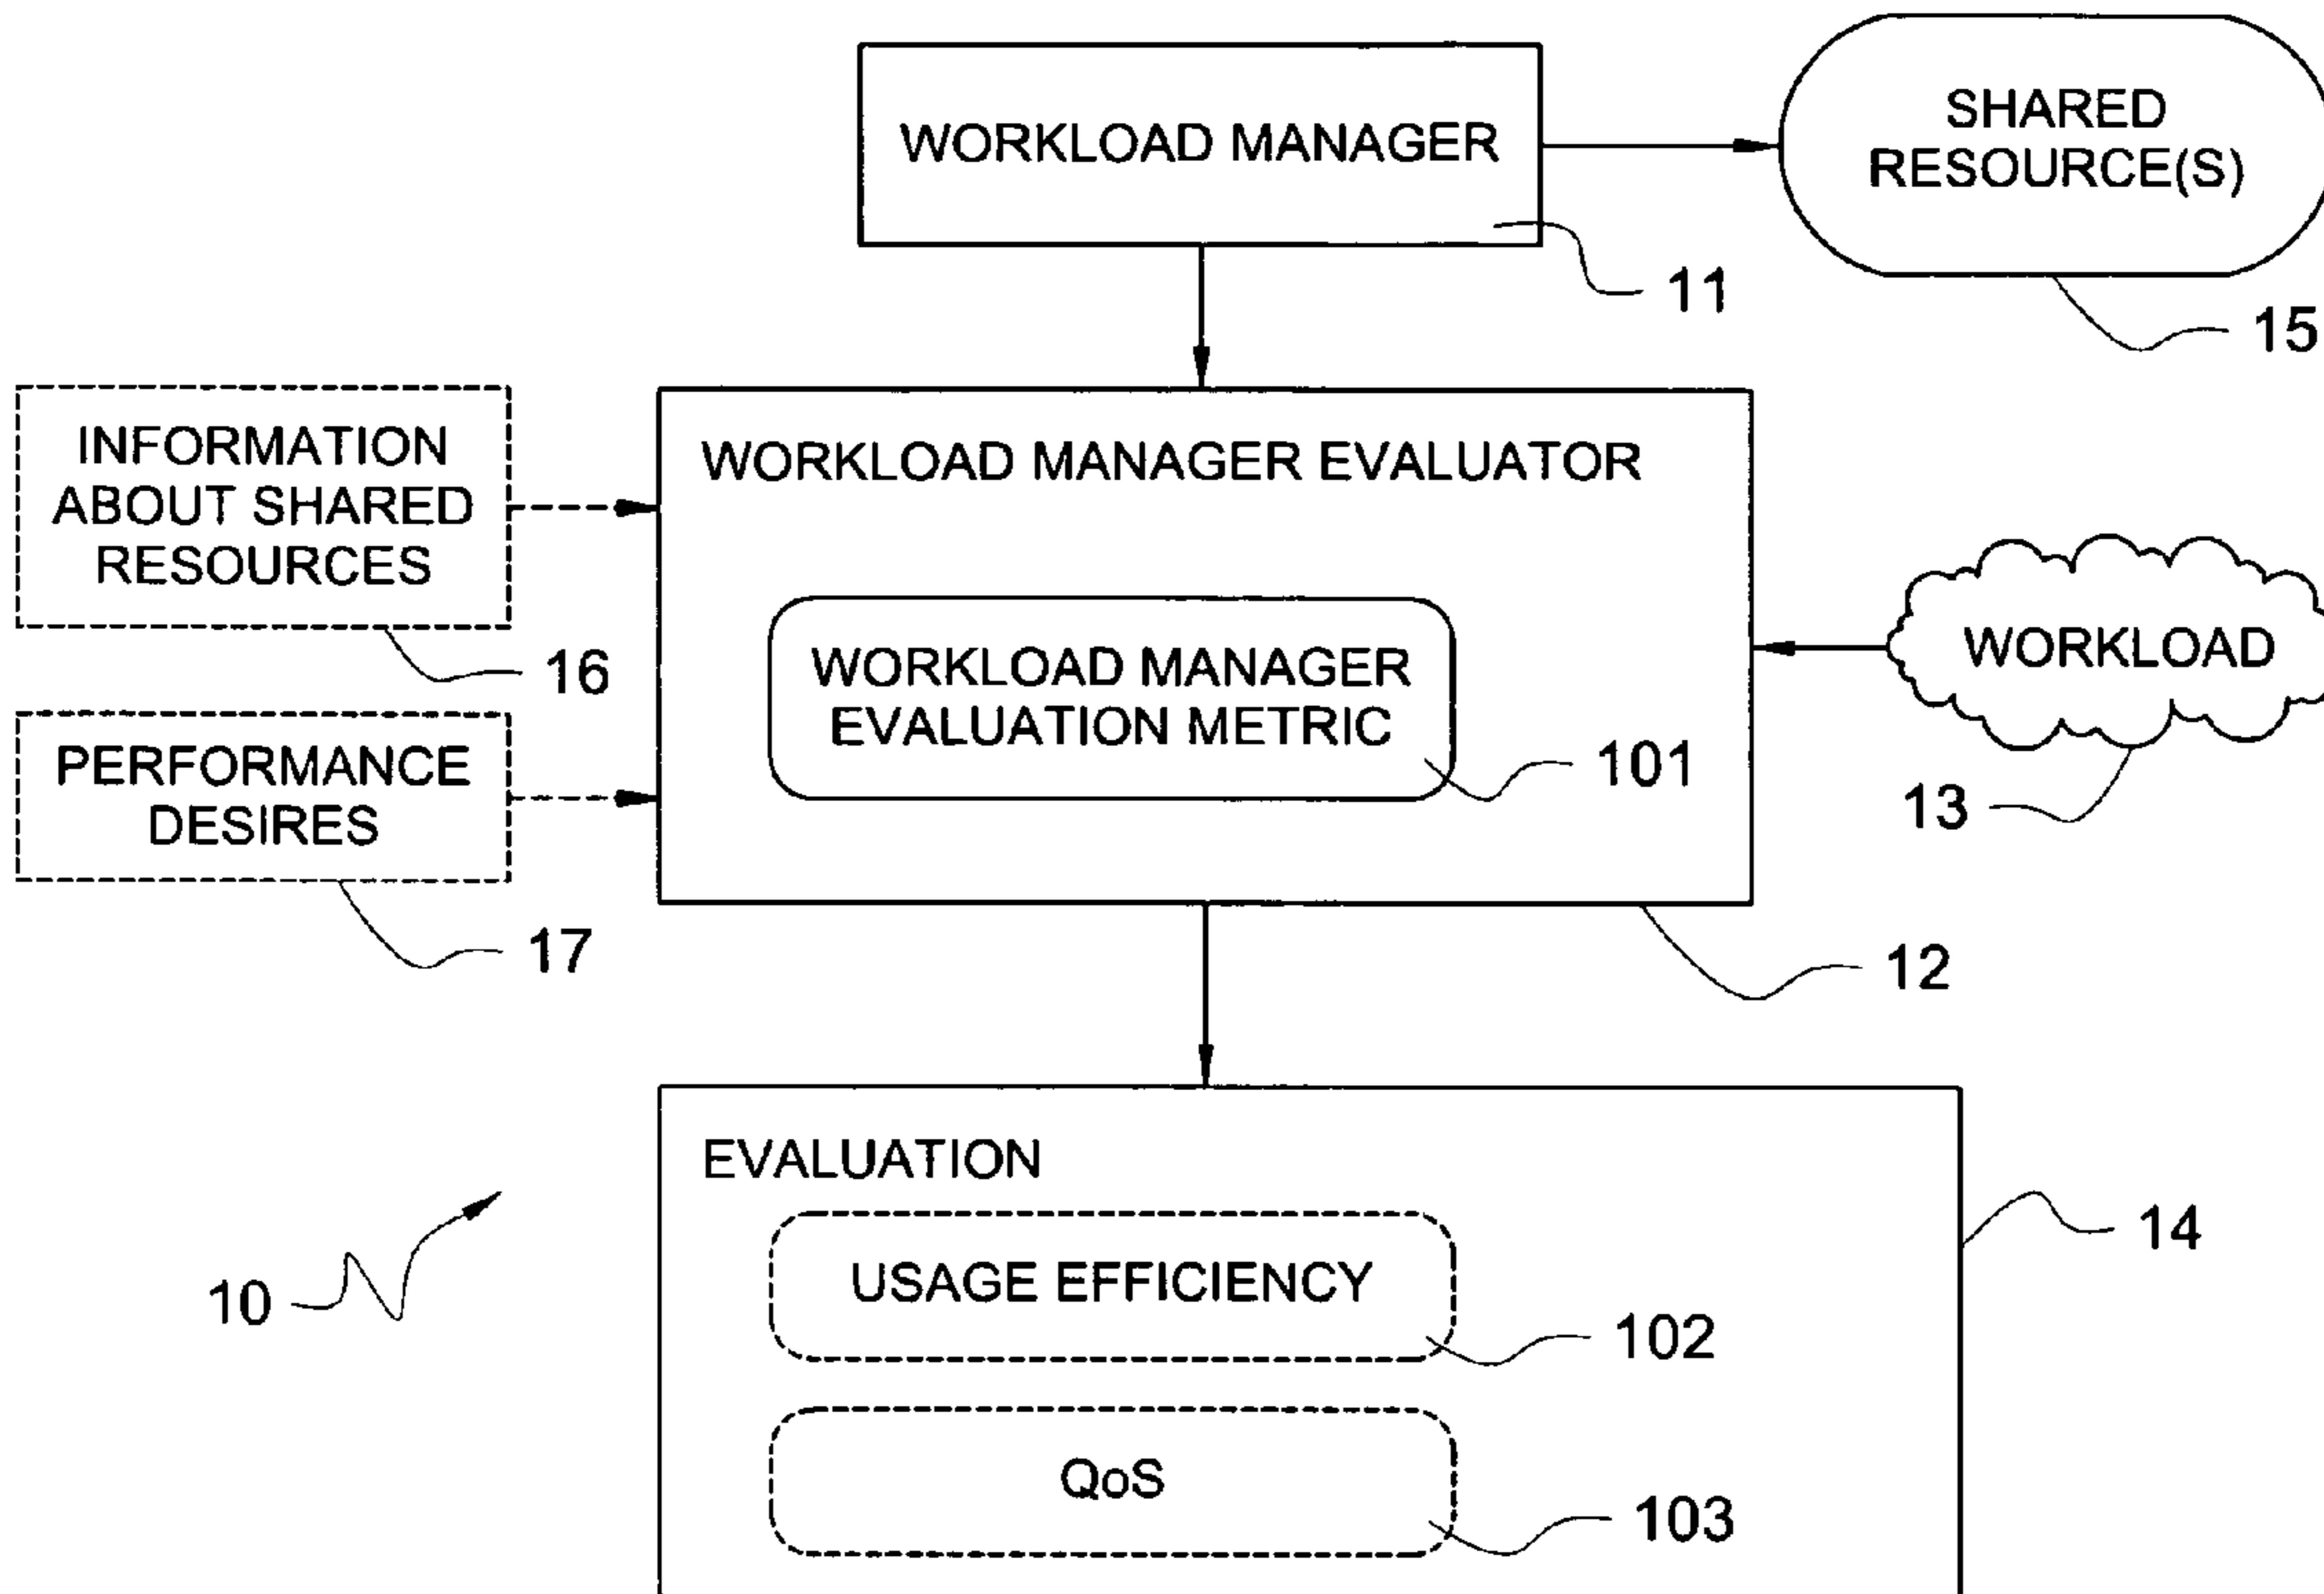 WORKLOAD MANAGER
11
SHARED
RESOURCE(S)
15
INFORMATION
ABOUT SHARED
RESOURCES
16
PERFORMANCE
DESIRES
17
WORKLOAD MANAGER EVALUATOR
WORKLOAD MANAGER
EVALUATION METRIC
101
12
WORKLOAD
13
10
EVALUATION
USAGE EFFICIENCY
102
QoS
103
14